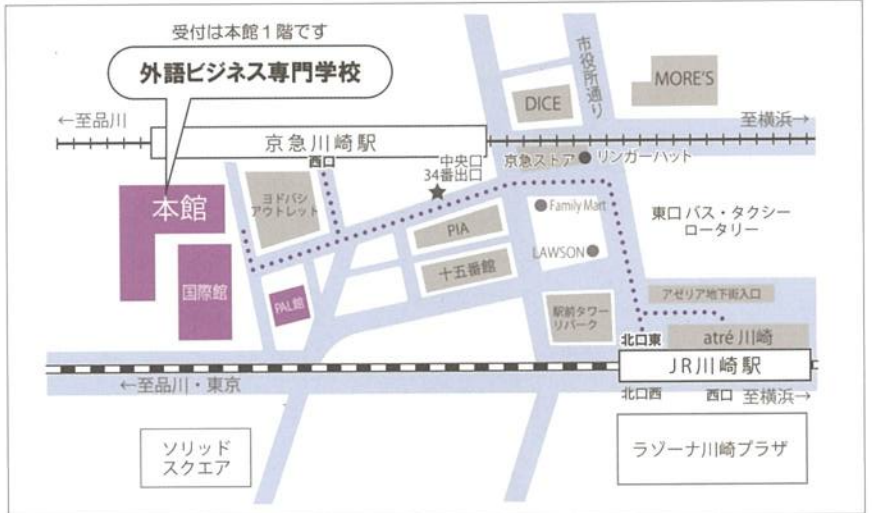 受付は本館1階です
外語ビジネス専門学校
市役所通り
MORE'S
DICE
←至品川
至横浜→
京急川崎駅
西口
中央口
34番出口
京急ストア
リンガーハット
本館
ヨドバシ
アウトレット
Family Mart
東口 バス・タクシー
ロータリー
PIA
LAWSON
十五番館
国際館
PAL館
アゼリア地下街入口
駅前タワー
リパーク
北口東
atré 川崎
JR川崎駅
←至品川・東京
北口西
西口
至横浜→
ソリッド
スクエア
ラゾーナ川崎プラザ